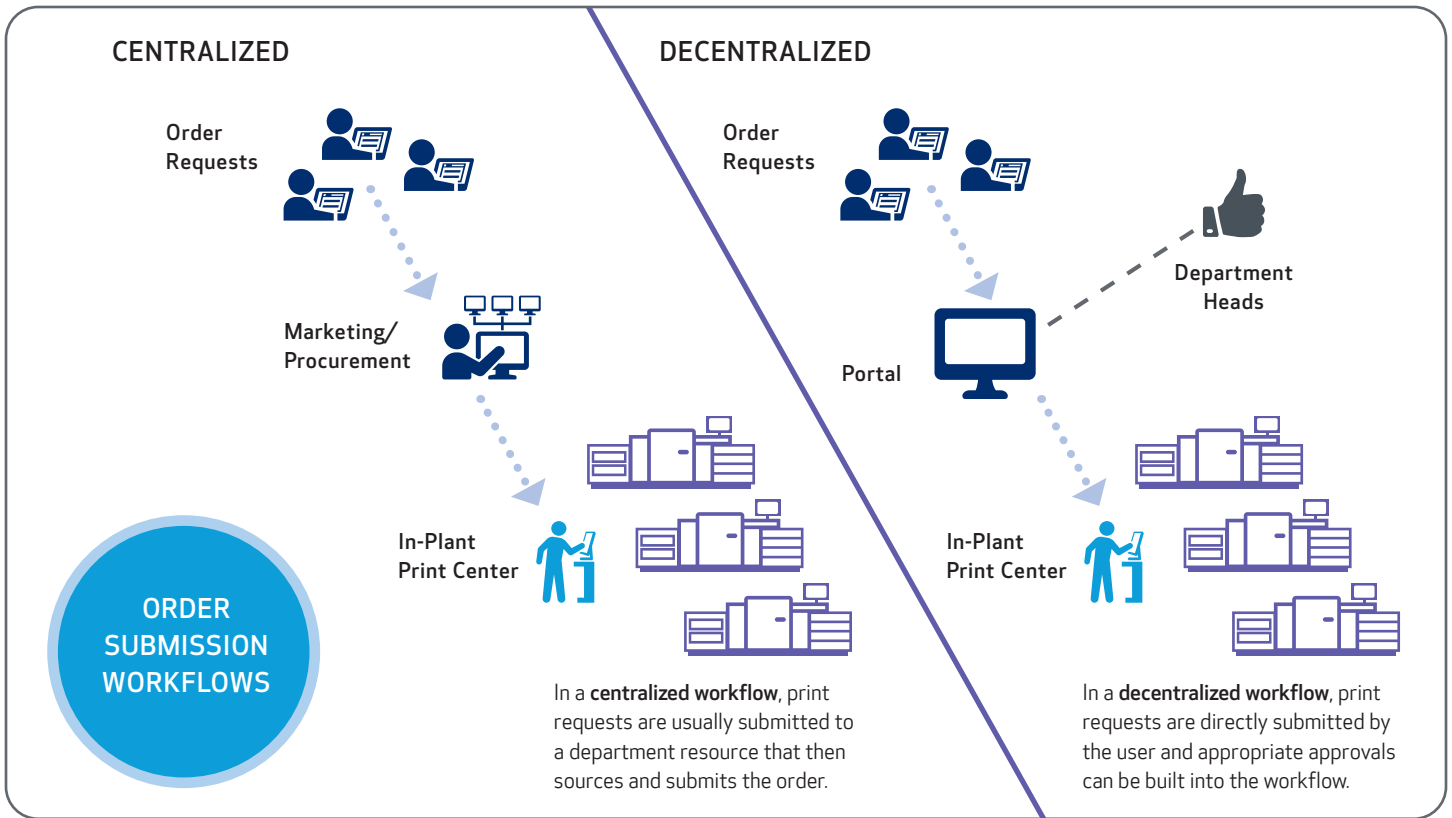 CENTRALIZED
Order
Requests
Marketing/
Procurement
In-Plant
Print Center
ORDER
SUBMISSION
WORKFLOWS
In a centralized workflow, print
requests are usually submitted to
a department resource that then
sources and submits the order.
DECENTRALIZED
Order
Requests
Department
Heads
Portal
In-Plant
Print Center
In a decentralized workflow, print
requests are directly submitted by
the user and appropriate approvals
can be built into the workflow.